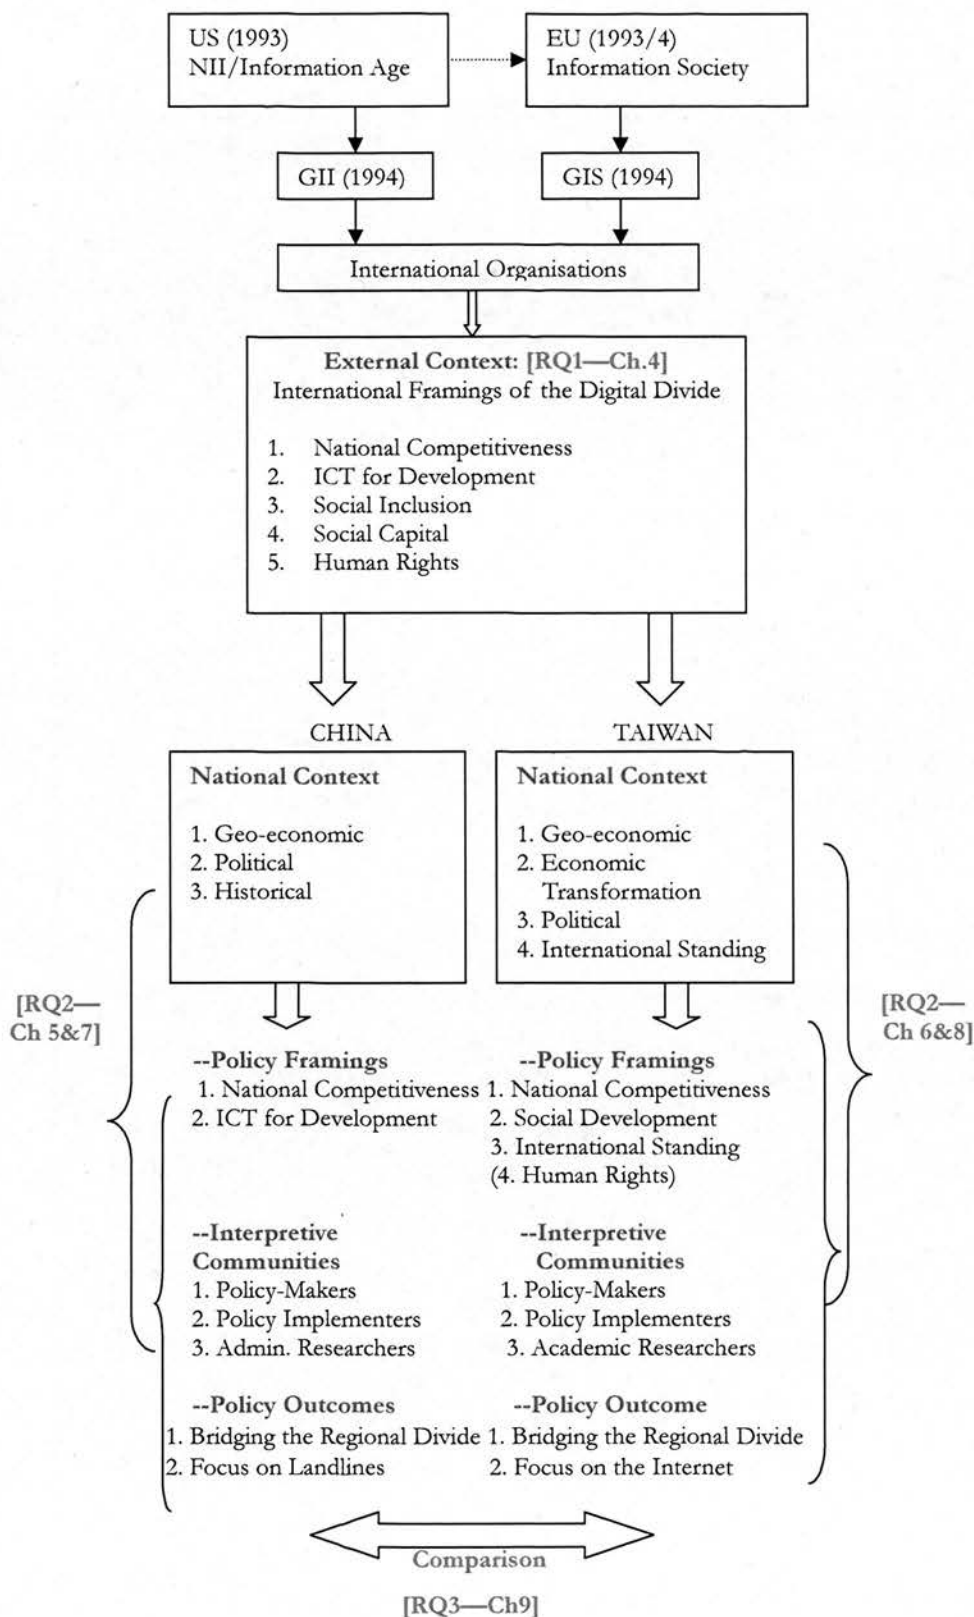 US (1993)
NII/Information Age
EU (1993/4)
Information Society
GII (1994)
GIS (1994)
International Organisations
External Context: [RQ1—Ch.4]
International Framings of the Digital Divide
1. National Competitiveness
2. ICT for Development
3. Social Inclusion
4. Social Capital
5. Human Rights
CHINA
National Context
1. Geo-economic
2. Political
3. Historical
TAIWAN
National Context
1. Geo-economic
2. Economic
Transformation
3. Political
4. International Standing
[RQ2—
Ch 5&7]
[RQ2—
Ch 6&8]
--Policy Framings
1. National Competitiveness
2. ICT for Development
--Policy Framings
1. National Competitiveness
2. Social Development
3. International Standing
(4. Human Rights)
--Interpretive
Communities
1. Policy-Makers
2. Policy Implementers
3. Admin. Researchers
--Interpretive
Communities
1. Policy-Makers
2. Policy Implementers
3. Academic Researchers
--Policy Outcomes
1. Bridging the Regional Divide
2. Focus on Landlines
--Policy Outcome
1. Bridging the Regional Divide
2. Focus on the Internet
Comparison
[RQ3—Ch9]